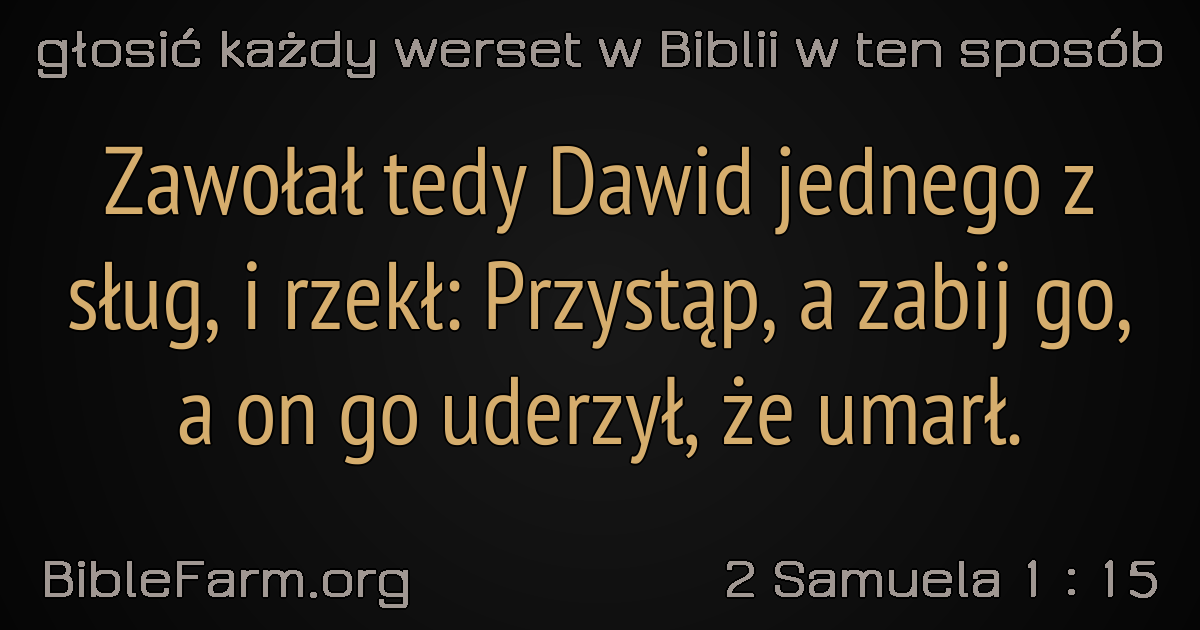 głosić każdy werset w Biblii w ten sposób
Zawołał tedy Dawid jednego z
sług, i rzekł: Przystąp, a zabij go,
a on go uderzył, że umarł.
BibleFarm.org
2 Samuela 1 : 15